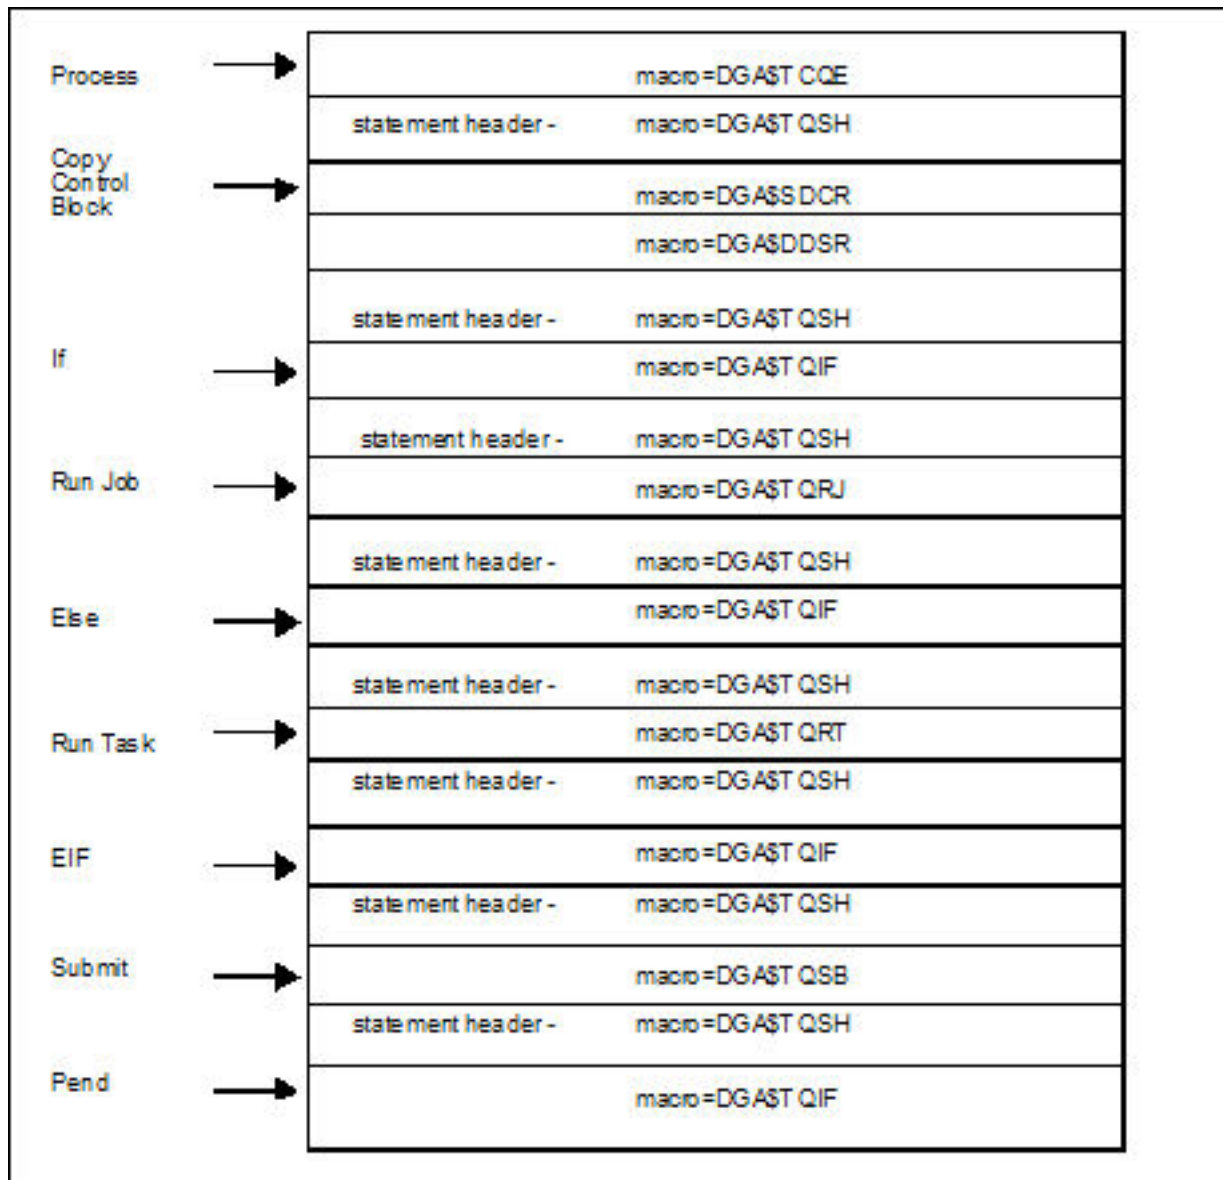 Process macro=DGA$TCQE
statement header - macro=DGA$TQSH
Copy
Control
Block
macro=DGA$SDCR
macro=DGA$DDSR
statement header - macro=DGA$TQSH
If macro=DGA$TQIF
statement header - macro=DGA$TQSH
Run Job macro=DGA$TQRJ
statement header - macro=DGA$TQSH
Else macro=DGA$TQIF
statement header - macro=DGA$TQSH
Run Task macro=DGA$TQRT
statement header - macro=DGA$TQSH
EIF macro=DGA$TQIF
statement header - macro=DGA$TQSH
Submit macro=DGA$TQSB
statement header - macro=DGA$TQSH
Pend macro=DGA$TQIF